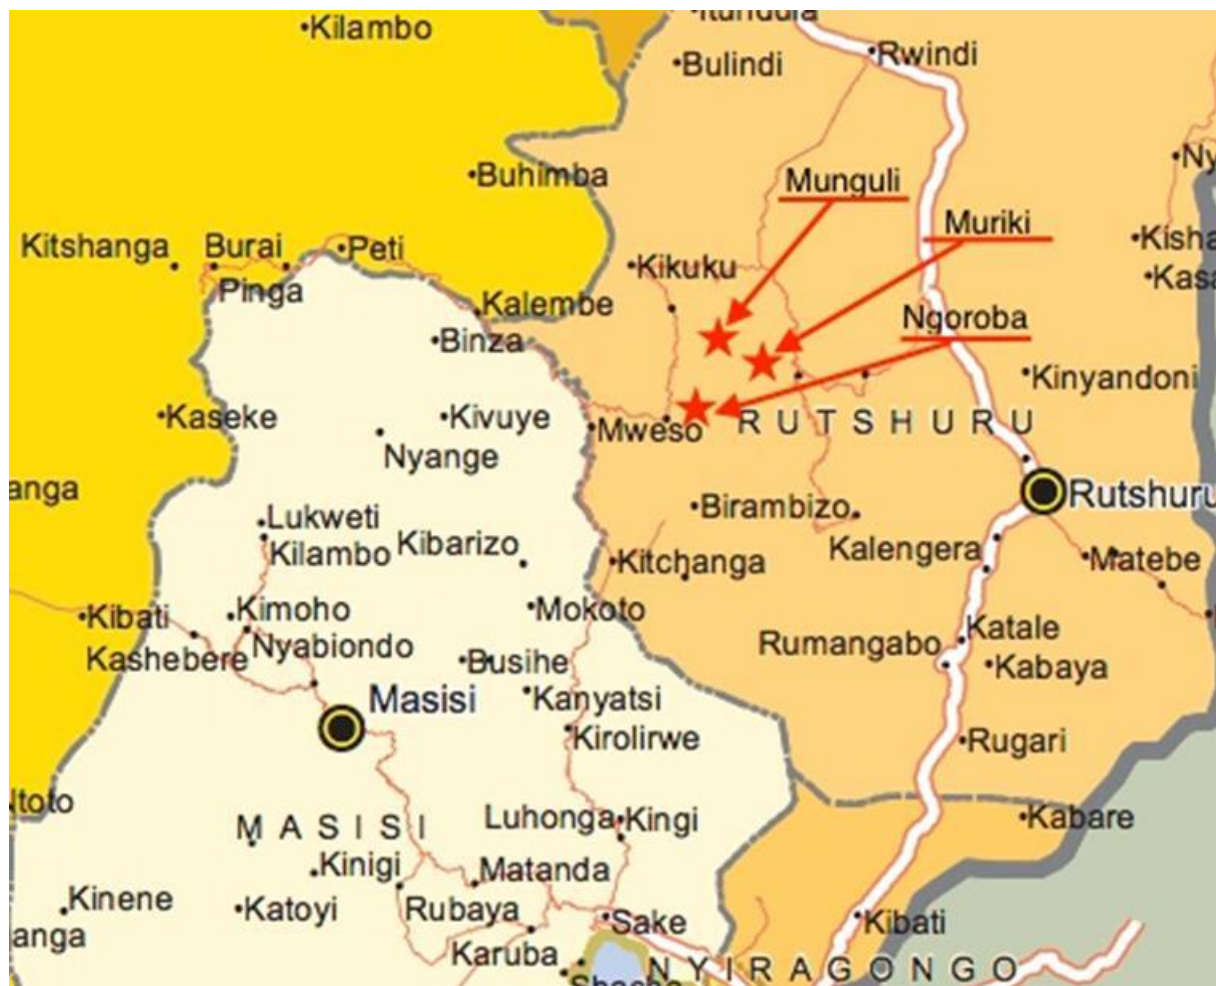 Kilambo
Rwindi
Bulindi
Buhimba
Munguli
Muriki
Kitshanga
Burai
Peti
Kikuku
Pinga
Kalembe
Ngoroba
Binza
Kinyandoni
Kaseke
Kivuye
Mweso
RUTSHURU
Nyange
Birambizo
Rutshuru
Lukweti
Kilambo
Kibarizo
Kalengera
Kitchanga
Matebe
Kibati
Kimoho
Mokoto
Nyabiondo
Katale
Rumangabo
Kashebere
Busihe
Kabaya
Masisi
Kanyatsi
Kirolirwe
Rugari
MASISI
Luhonga
Kingi
Kabare
Kinigi
Matanda
Kinene
Katoyi
Rubaya
Sake
Kibati
Karuba
NYIRAGONGO